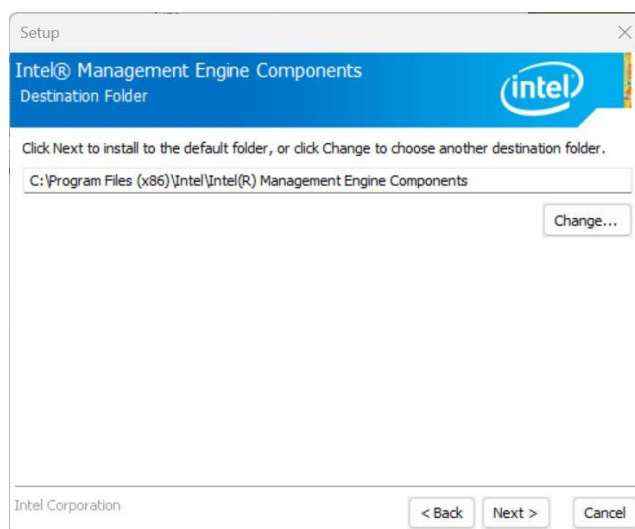 Setup
Intel® Management Engine Components
Destination Folder
intel
Click Next to install to the default folder, or click Change to choose another destination folder.
C:\Program Files (x86)\Intel\Intel(R) Management Engine Components
Change...
Intel Corporation
< Back Next > Cancel